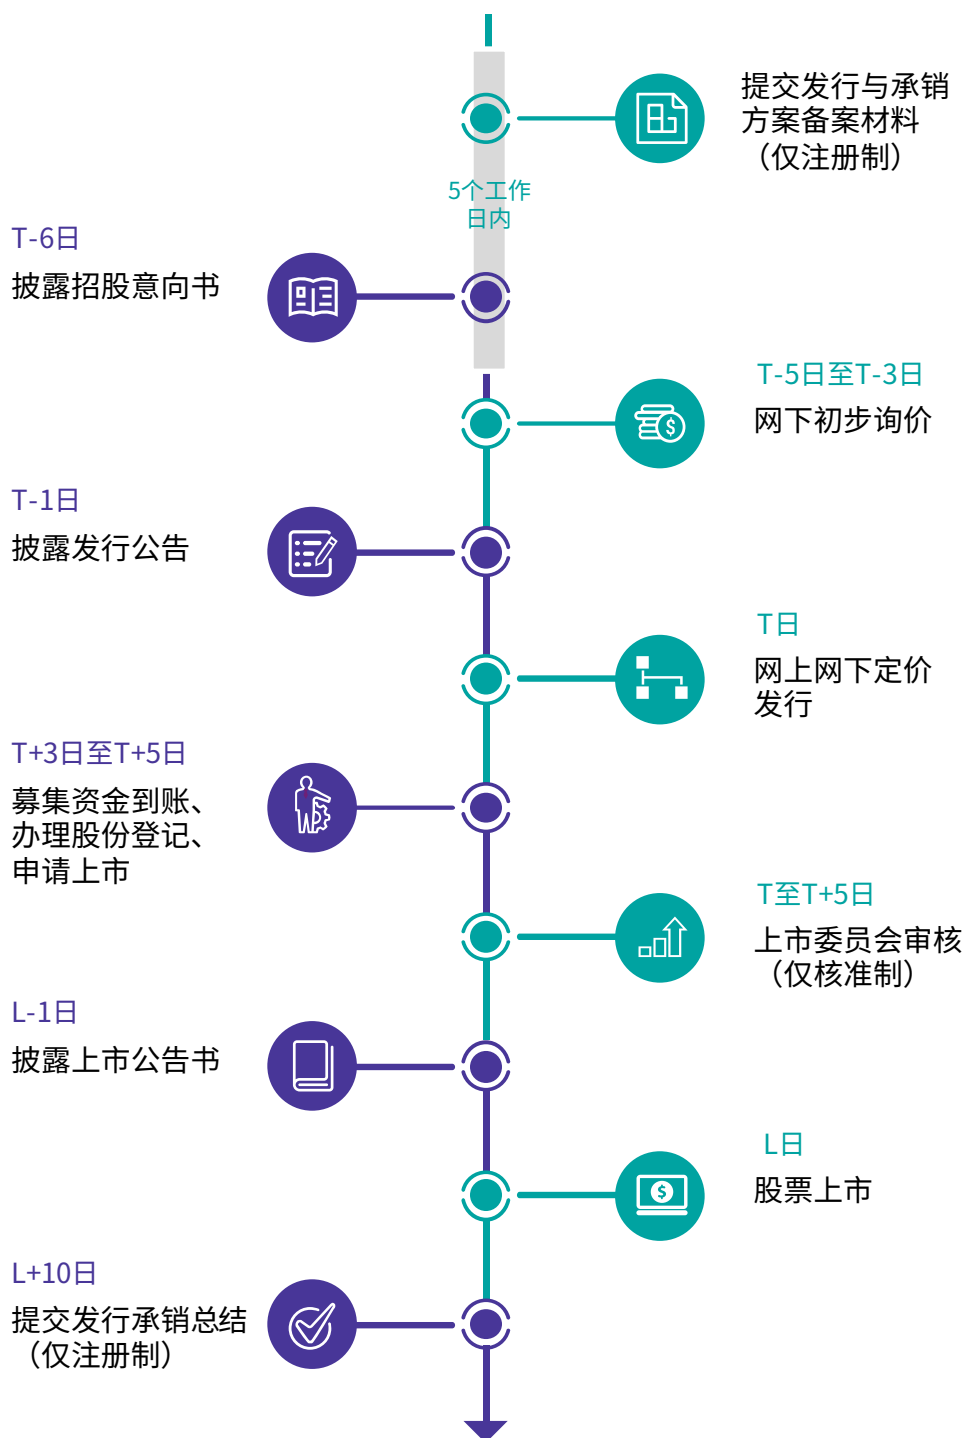 提交发行与承销
方案备案材料
（仅注册制）
5个工作
日内
T-6日
披露招股意向书
T-5日至T-3日
网下初步询价
T-1日
披露发行公告
T日
网上网下定价
发行
T+3日至T+5日
募集资金到账、
办理股份登记、
申请上市
T至T+5日
上市委员会审核
（仅核准制）
L-1日
披露上市公告书
L日
股票上市
L+10日
提交发行承销总结
（仅注册制）